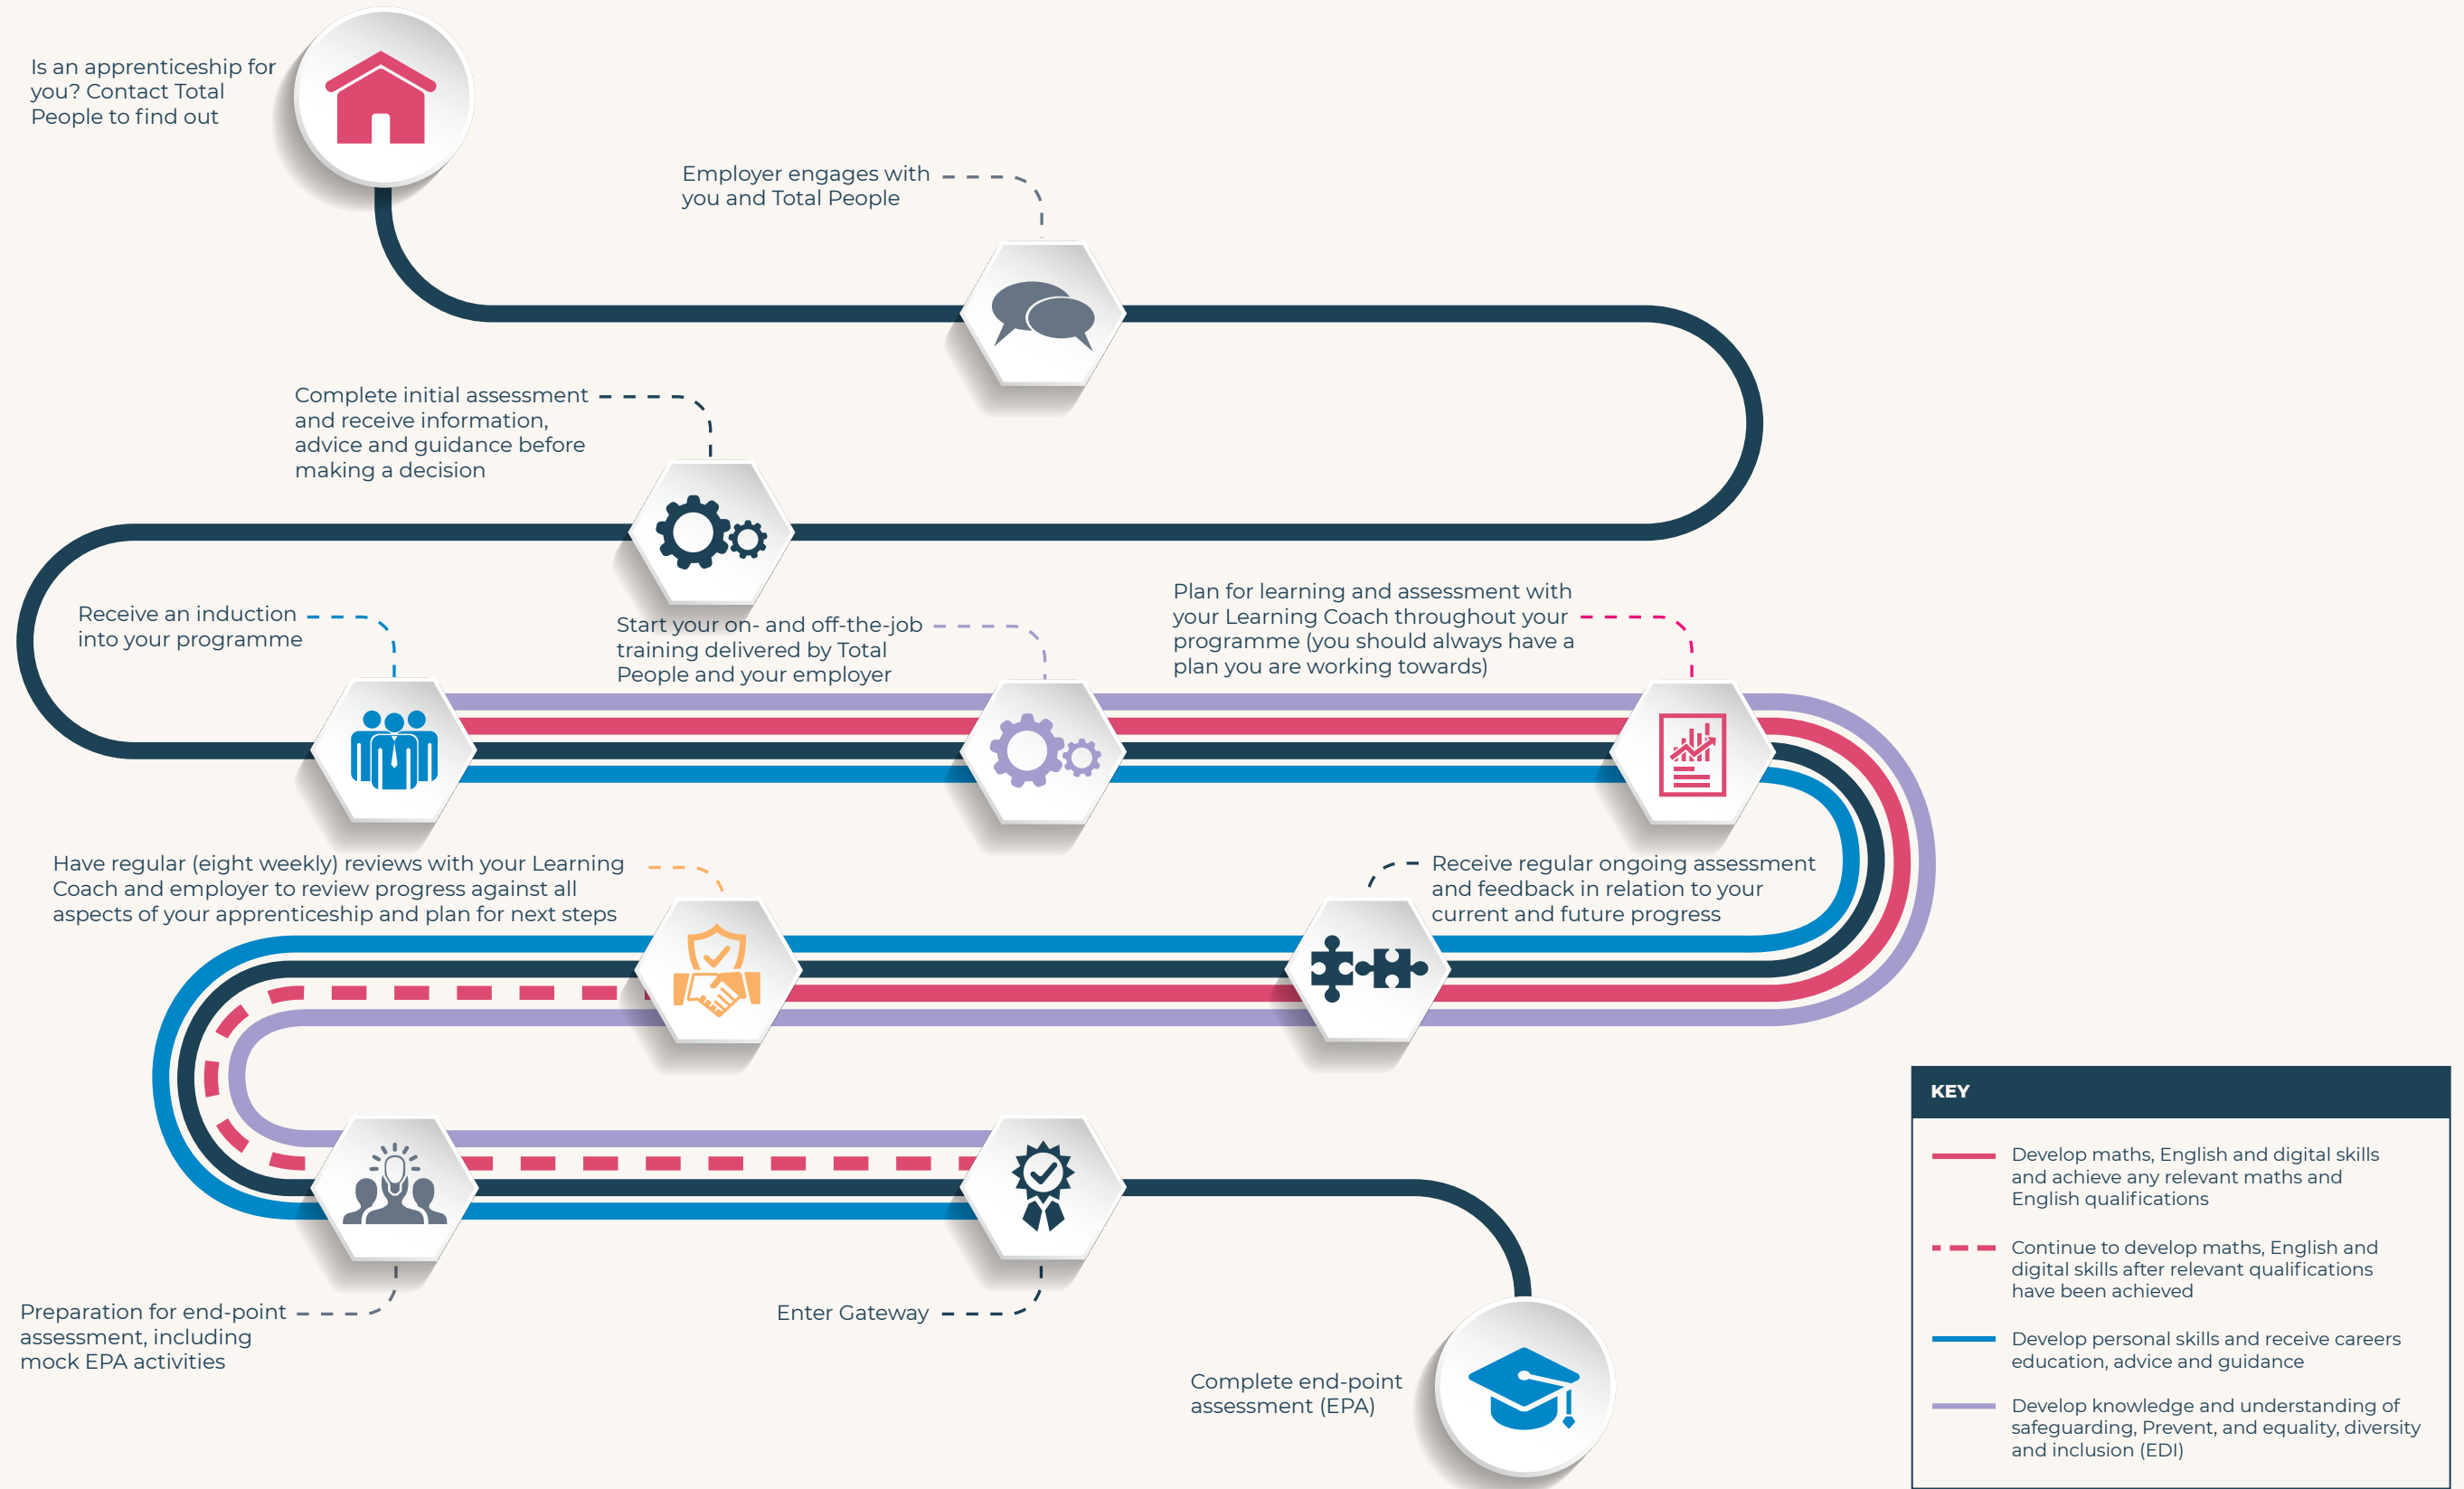 Is an apprenticeship for
you? Contact Total
People to find out
Employer engages with
you and Total People
Complete initial assessment
and receive information,
advice and guidance before
making a decision
Receive an induction
into your programme
Start your on- and off-the-job
training delivered by Total
People and your employer
Plan for learning and assessment with
your Learning Coach throughout your
programme (you should always have a
plan you are working towards)
Receive regular ongoing assessment
and feedback in relation to your
current and future progress
Have regular (eight weekly) reviews with your Learning
Coach and employer to review progress against all
aspects of your apprenticeship and plan for next steps
Preparation for end-point
assessment, including
mock EPA activities
Enter Gateway
Complete end-point
assessment (EPA)
KEY
Develop maths, English and digital skills
and achieve any relevant maths and
English qualifications
Continue to develop maths, English and
digital skills after relevant qualifications
have been achieved
Develop personal skills and receive careers
education, advice and guidance
Develop knowledge and understanding of
safeguarding, Prevent, and equality, diversity
and inclusion (EDI)